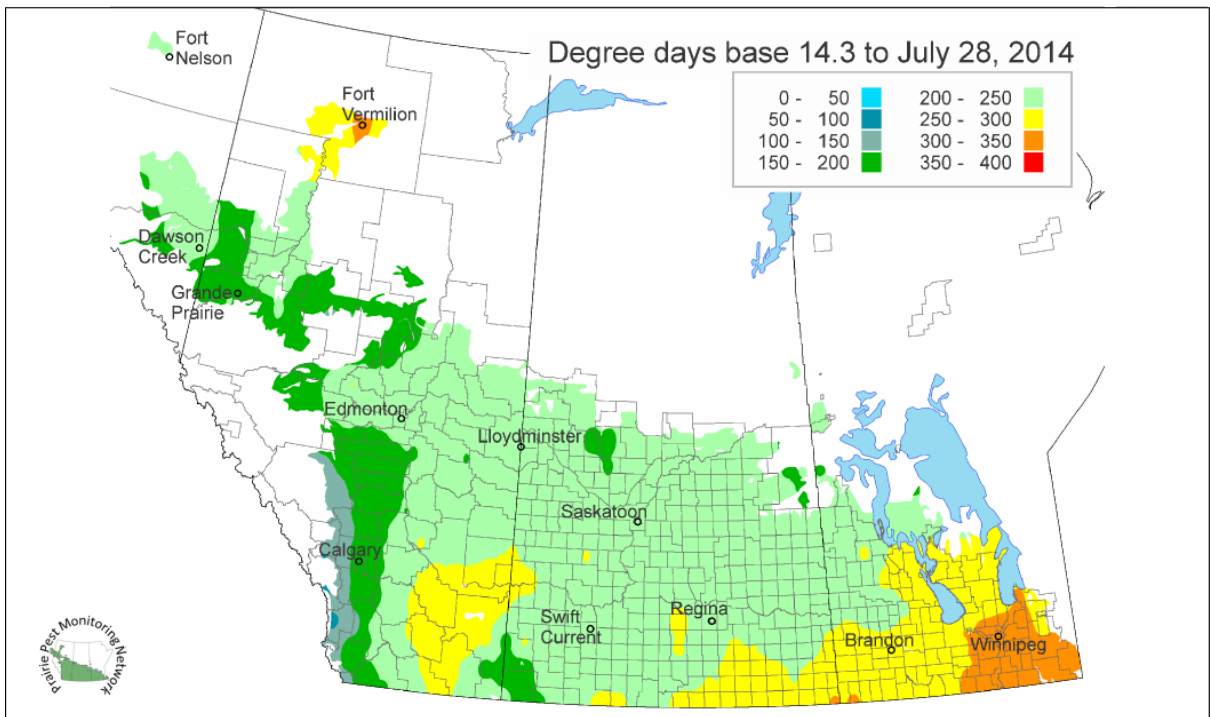 Degree days base 14.3 to July 28, 2014
0 - 50
50 - 100
100 - 150
150 - 200
200 - 250
250 - 300
300 - 350
350 - 400
Fort
Nelson
Fort
Vermilion
Dawson
Creek
Grande
Prairie
Edmonton
Lloydminster
Saskatoon
Calgary
Swift
Current
Regina
Brandon
Winnipeg
Prairie Pest Monitoring Network